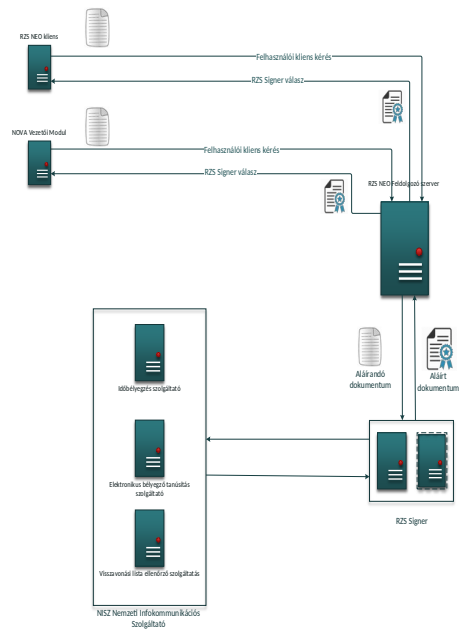 RZS NEO kliens
Felhasználói kliens kérés
RZS Signer válasz
NOVA Vezetői Modul
Felhasználói kliens kérés
RZS Signer válasz
RZS NEO Feldolgozó szerver
Aláírandó
dokumentum
Aláírt
dokumentum
Időbélyegzés szolgáltató
Elektronikus bélyegző tanúsítás
szolgáltató
RZS Signer
Visszavonási lista ellenőrző szolgáltatás
NISZ Nemzeti Infokommunikációs
Szolgáltató